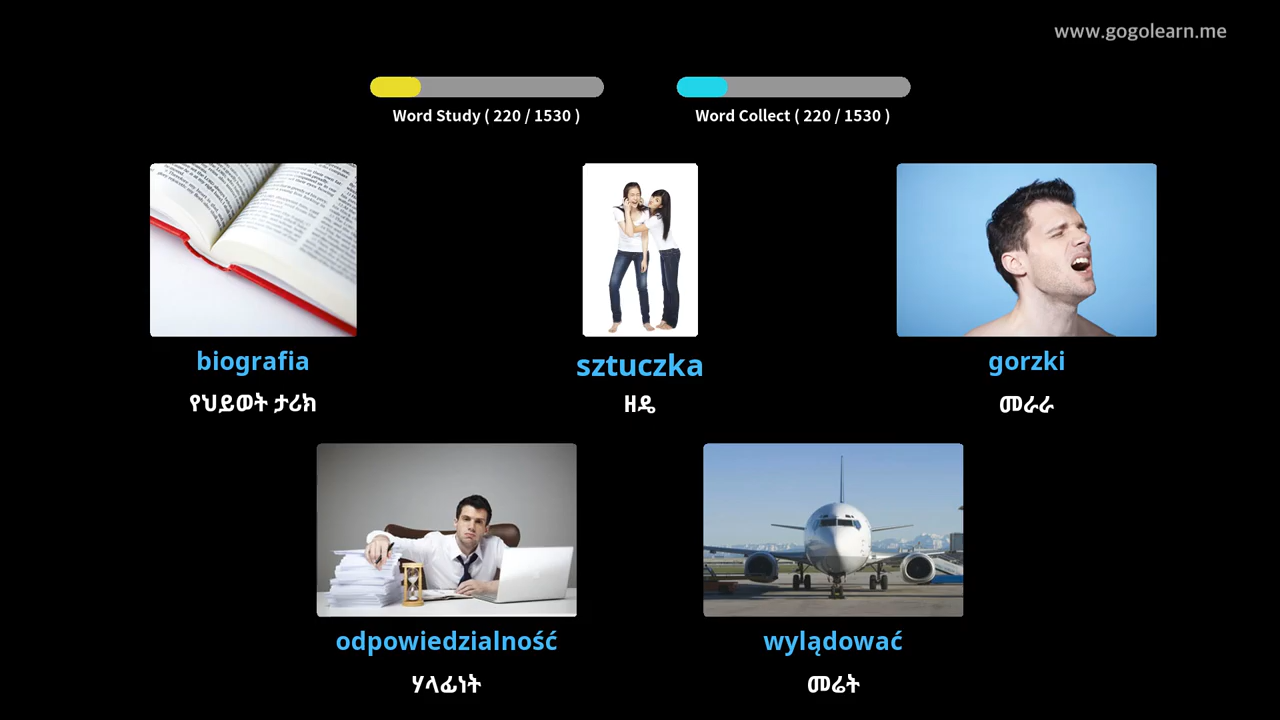 www.gogolearn.me
Word Study ( 220 / 1530 )
Word Collect ( 220 / 1530 )
biografia
የህይወት ታሪክ
sztuczka
ዘዴ
gorzki
መራራ
odpowiedzialność
ሃላፊነት
wylądować
መሬት